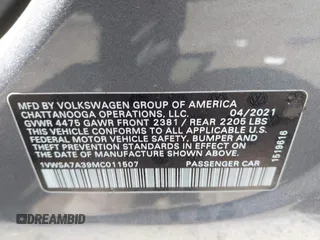 MFD BY VOLKSWAGEN GROUP OF AMERICA
CHATTANOOGA OPERATIONS, LLC. 04/2021
GVWR 4475 GAWR FRONT 2381 / REAR 2205 LBS
THIS VEHICLE CONFORMS TO ALL APPLICABLE
FEDERAL MOTOR VEHICLE SAFETY, BUMPER, AND
THEFT PREVENTION STANDARDS IN EFFECT ON THE
DATE OF MANUFACTURE SHOWN ABOVE.
1VWSA7A39MC011507 PASSENGER CAR
1519616
DREAMBID